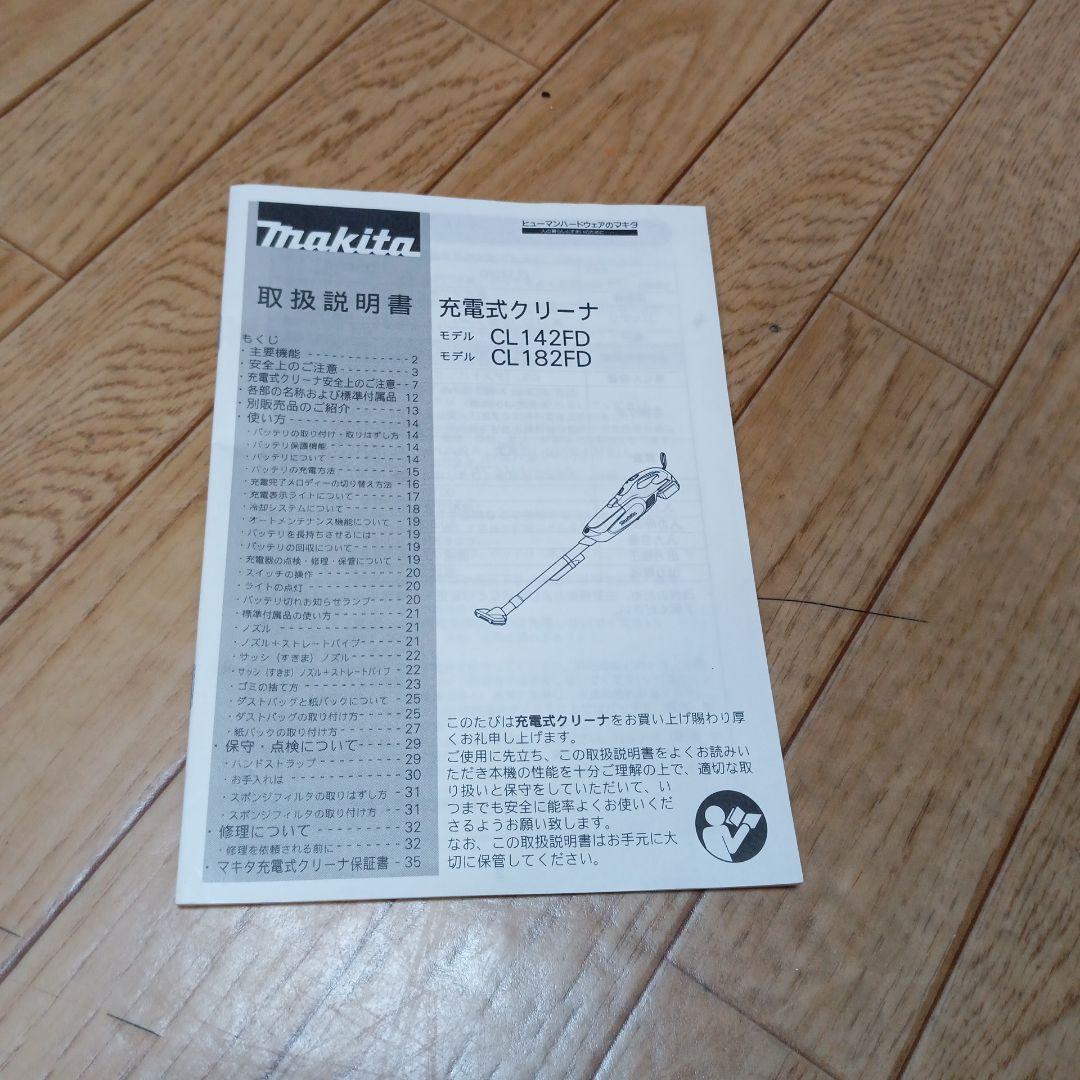 makita
ヒューマンハードウェアのマキタ
人の暮らしと住まいのために
取扱説明書
充電式クリーナ
モデル CL142FD
モデル CL182FD
もくじ
・主要機能 ------------ 2
・安全上のご注意 -------- 3
・充電式クリーナ安全上のご注意-- 7
・各部の名称および標準付属品 12
・別販売品のご紹介 ------ 13
・使い方 -------------- 14
・バッテリの取り付け・取りはずし方 14
・バッテリ保護機能 --------- 14
・バッテリについて --------- 14
・バッテリの充電方法 ------- 15
・充電完了メロディーの切り替え方法 - 16
・充電表示ライトについて ----- 17
・冷却システムについて ------ 18
・オートメンテナンス機能について - 19
・バッテリを長持ちさせるには--- 19
・バッテリの回収について ----- 19
・充電器の点検・修理・保管について - 19
・スイッチの操作 --------- 20
・ライトの点灯 ----------- 20
・バッテリ切れお知らせランプ--- 20
・標準付属品の使い方 ------ 21
・ノズル --------------- 21
・ノズル+ストレートパイプ---- 21
・サッシ(すきま)ノズル----- 22
・サッシ(すきま)ノズル+ストレートパイプ - 22
・ゴミの捨て方 ----------- 23
・ダストバッグと紙パックについて - 25
・ダストバッグの取り付け方---- 25
・紙パックの取り付け方------ 27
・保守・点検について----- 29
・ハンドストラップ -------- 29
・お手入れは ------------ 30
・スポンジフィルタの取りはずし方 - 31
・スポンジフィルタの取り付け方 - 31
・修理について --------- 32
・修理を依頼される前に ----- 32
・マキタ充電式クリーナ保証書 - 35
makita
このたびは充電式クリーナをお買い上げ賜わり厚
くお礼申し上げます。
ご使用に先立ち、この取扱説明書をよくお読みい
ただき本機の性能を十分ご理解の上で、適切な取
り扱いと保守をしていただいて、い
つまでも安全に能率よくお使いくだ
さるようお願い致します。
なお、この取扱説明書はお手元に大
切に保管してください。